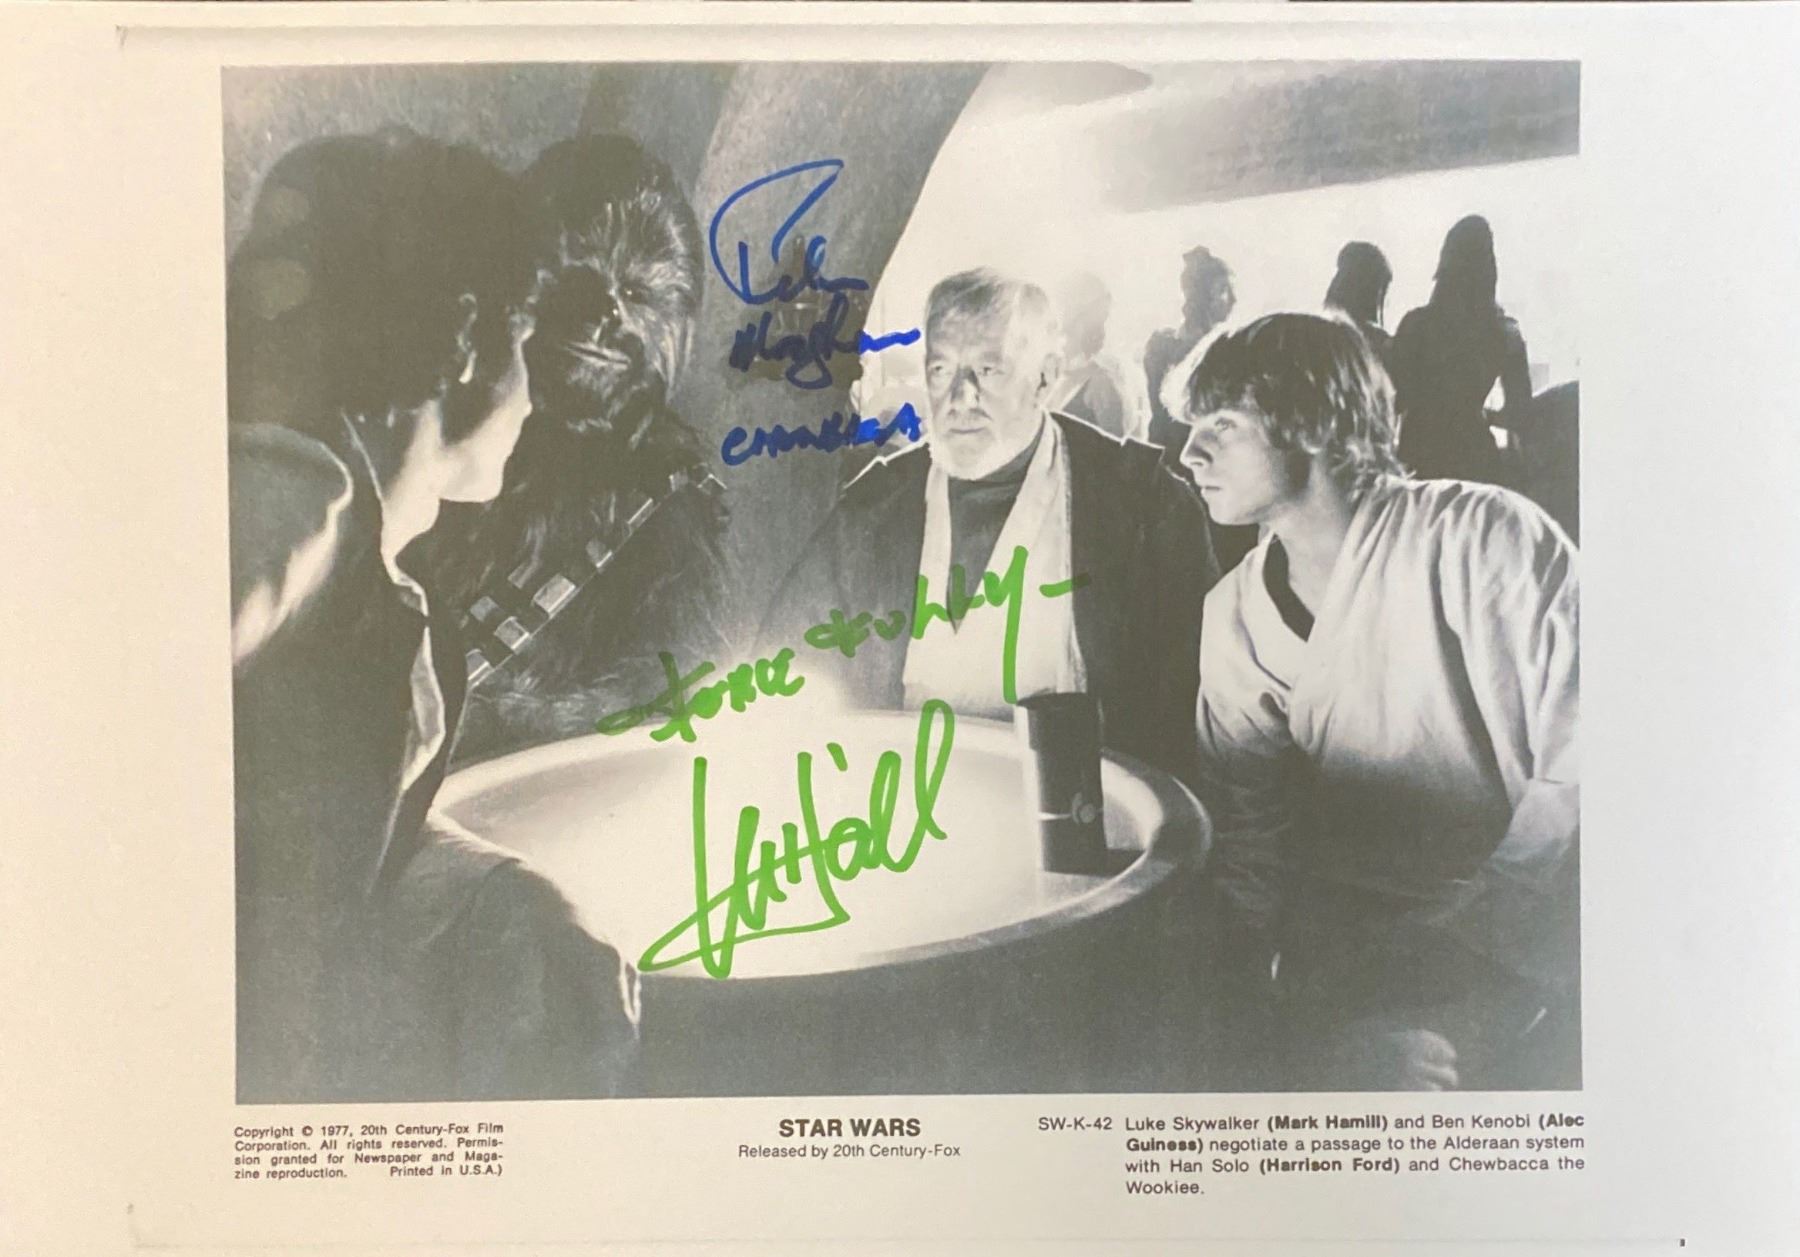 Peter
Mayhew
CHEWBACCA
FORCE FULLY -
Mark Hamill
Copyright © 1977, 20th Century-Fox Film
Corporation. All rights reserved. Permis-
sion granted for Newspaper and Maga-
zine reproduction. Printed in U.S.A.)
STAR WARS
Released by 20th Century-Fox
SW-K-42 Luke Skywalker (Mark Hamill) and Ben Kenobi (Alec
Guiness) negotiate a passage to the Alderaan system
with Han Solo (Harrison Ford) and Chewbacca the
Wookiee.